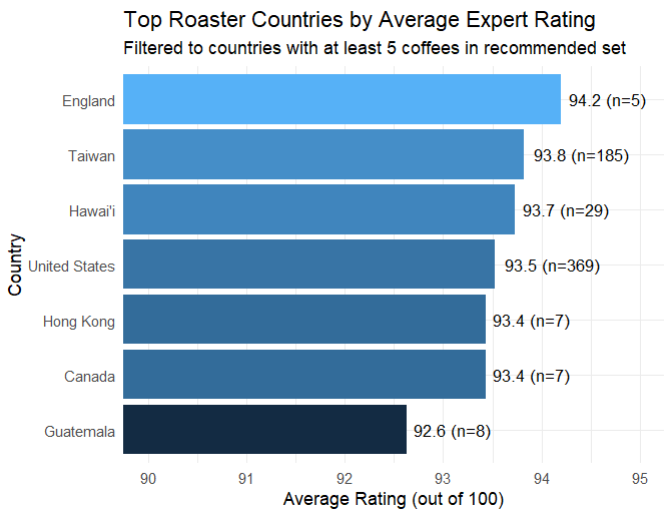 Top Roaster Countries by Average Expert Rating
Filtered to countries with at least 5 coffees in recommended set
Country
England
94.2 (n=5)
Taiwan
93.8 (n=185)
Hawai'i
93.7 (n=29)
United States
93.5 (n=369)
Hong Kong
93.4 (n=7)
Canada
93.4 (n=7)
Guatemala
92.6 (n=8)
90 91 92 93 94 95
Average Rating (out of 100)